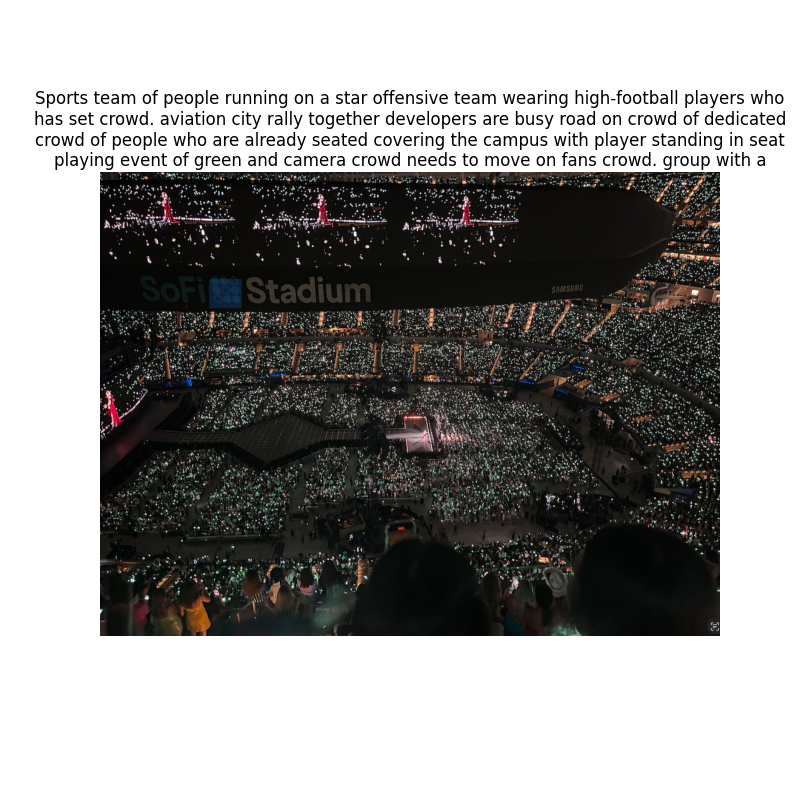 Sports team of people running on a star offensive team wearing high-football players who
has set crowd. aviation city rally together developers are busy road on crowd of dedicated
crowd of people who are already seated covering the campus with player standing in seat
playing event of green and camera crowd needs to move on fans crowd. group with a
SoFi Stadium
SAMSUNG